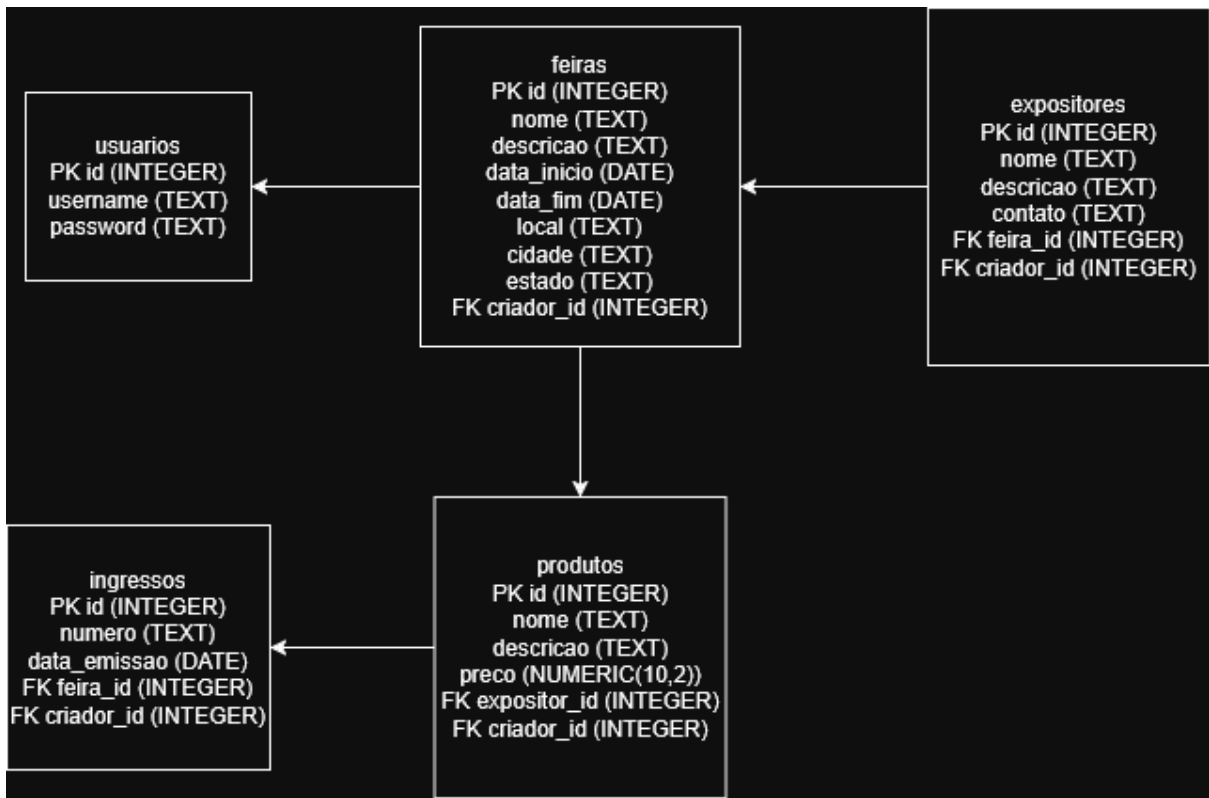 usuarios
PK id (INTEGER)
username (TEXT)
password (TEXT)
feiras
PK id (INTEGER)
nome (TEXT)
descricao (TEXT)
data_inicio (DATE)
data_fim (DATE)
local (TEXT)
cidade (TEXT)
estado (TEXT)
FK criador_id (INTEGER)
expositores
PK id (INTEGER)
nome (TEXT)
descricao (TEXT)
contato (TEXT)
FK feira_id (INTEGER)
FK criador_id (INTEGER)
ingressos
PK id (INTEGER)
numero (TEXT)
data_emissao (DATE)
FK feira_id (INTEGER)
FK criador_id (INTEGER)
produtos
PK id (INTEGER)
nome (TEXT)
descricao (TEXT)
preco (NUMERIC(10,2))
FK expositor_id (INTEGER)
FK criador_id (INTEGER)